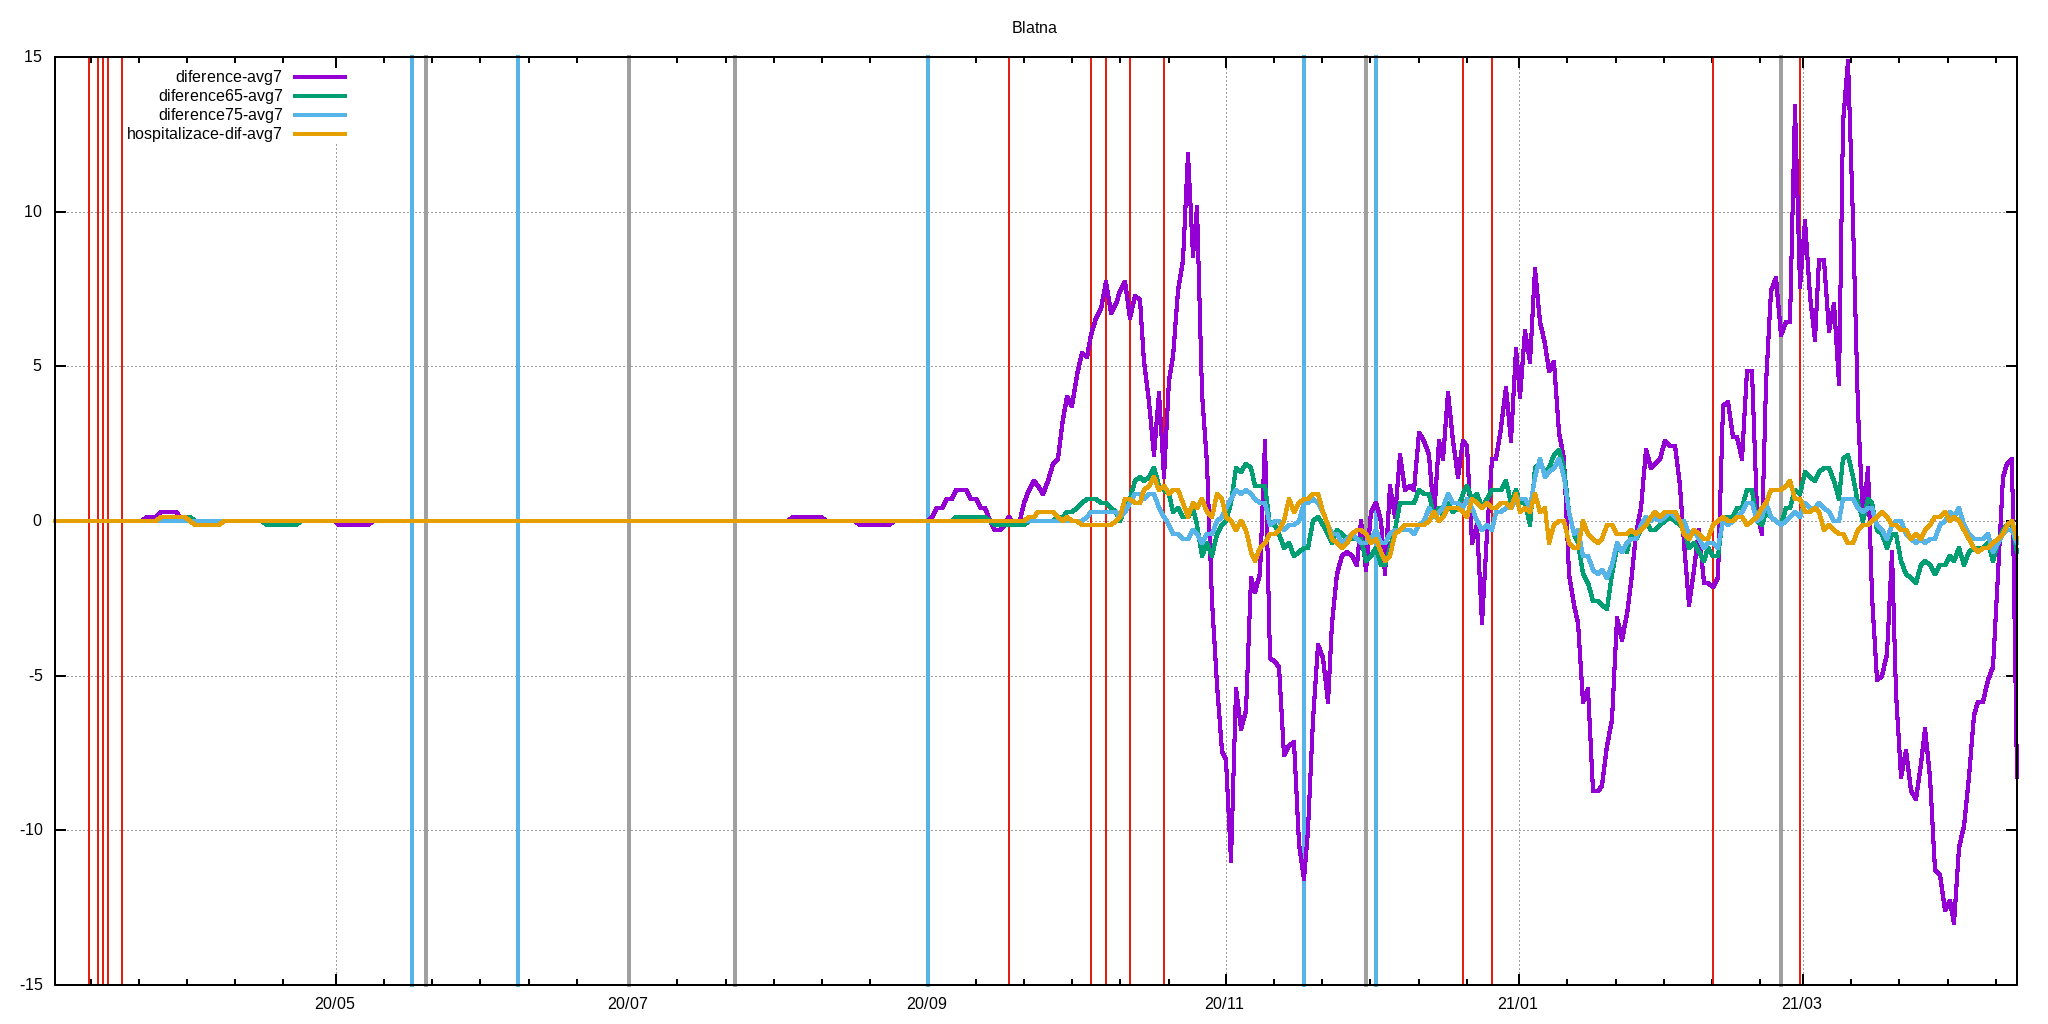 Blatna
15
diference-avg7
diference65-avg7
diference75-avg7
hospitalizace-dif-avg7
10
5
0
-5
-10
-15
20/05
20/07
20/09
20/11
21/01
21/03